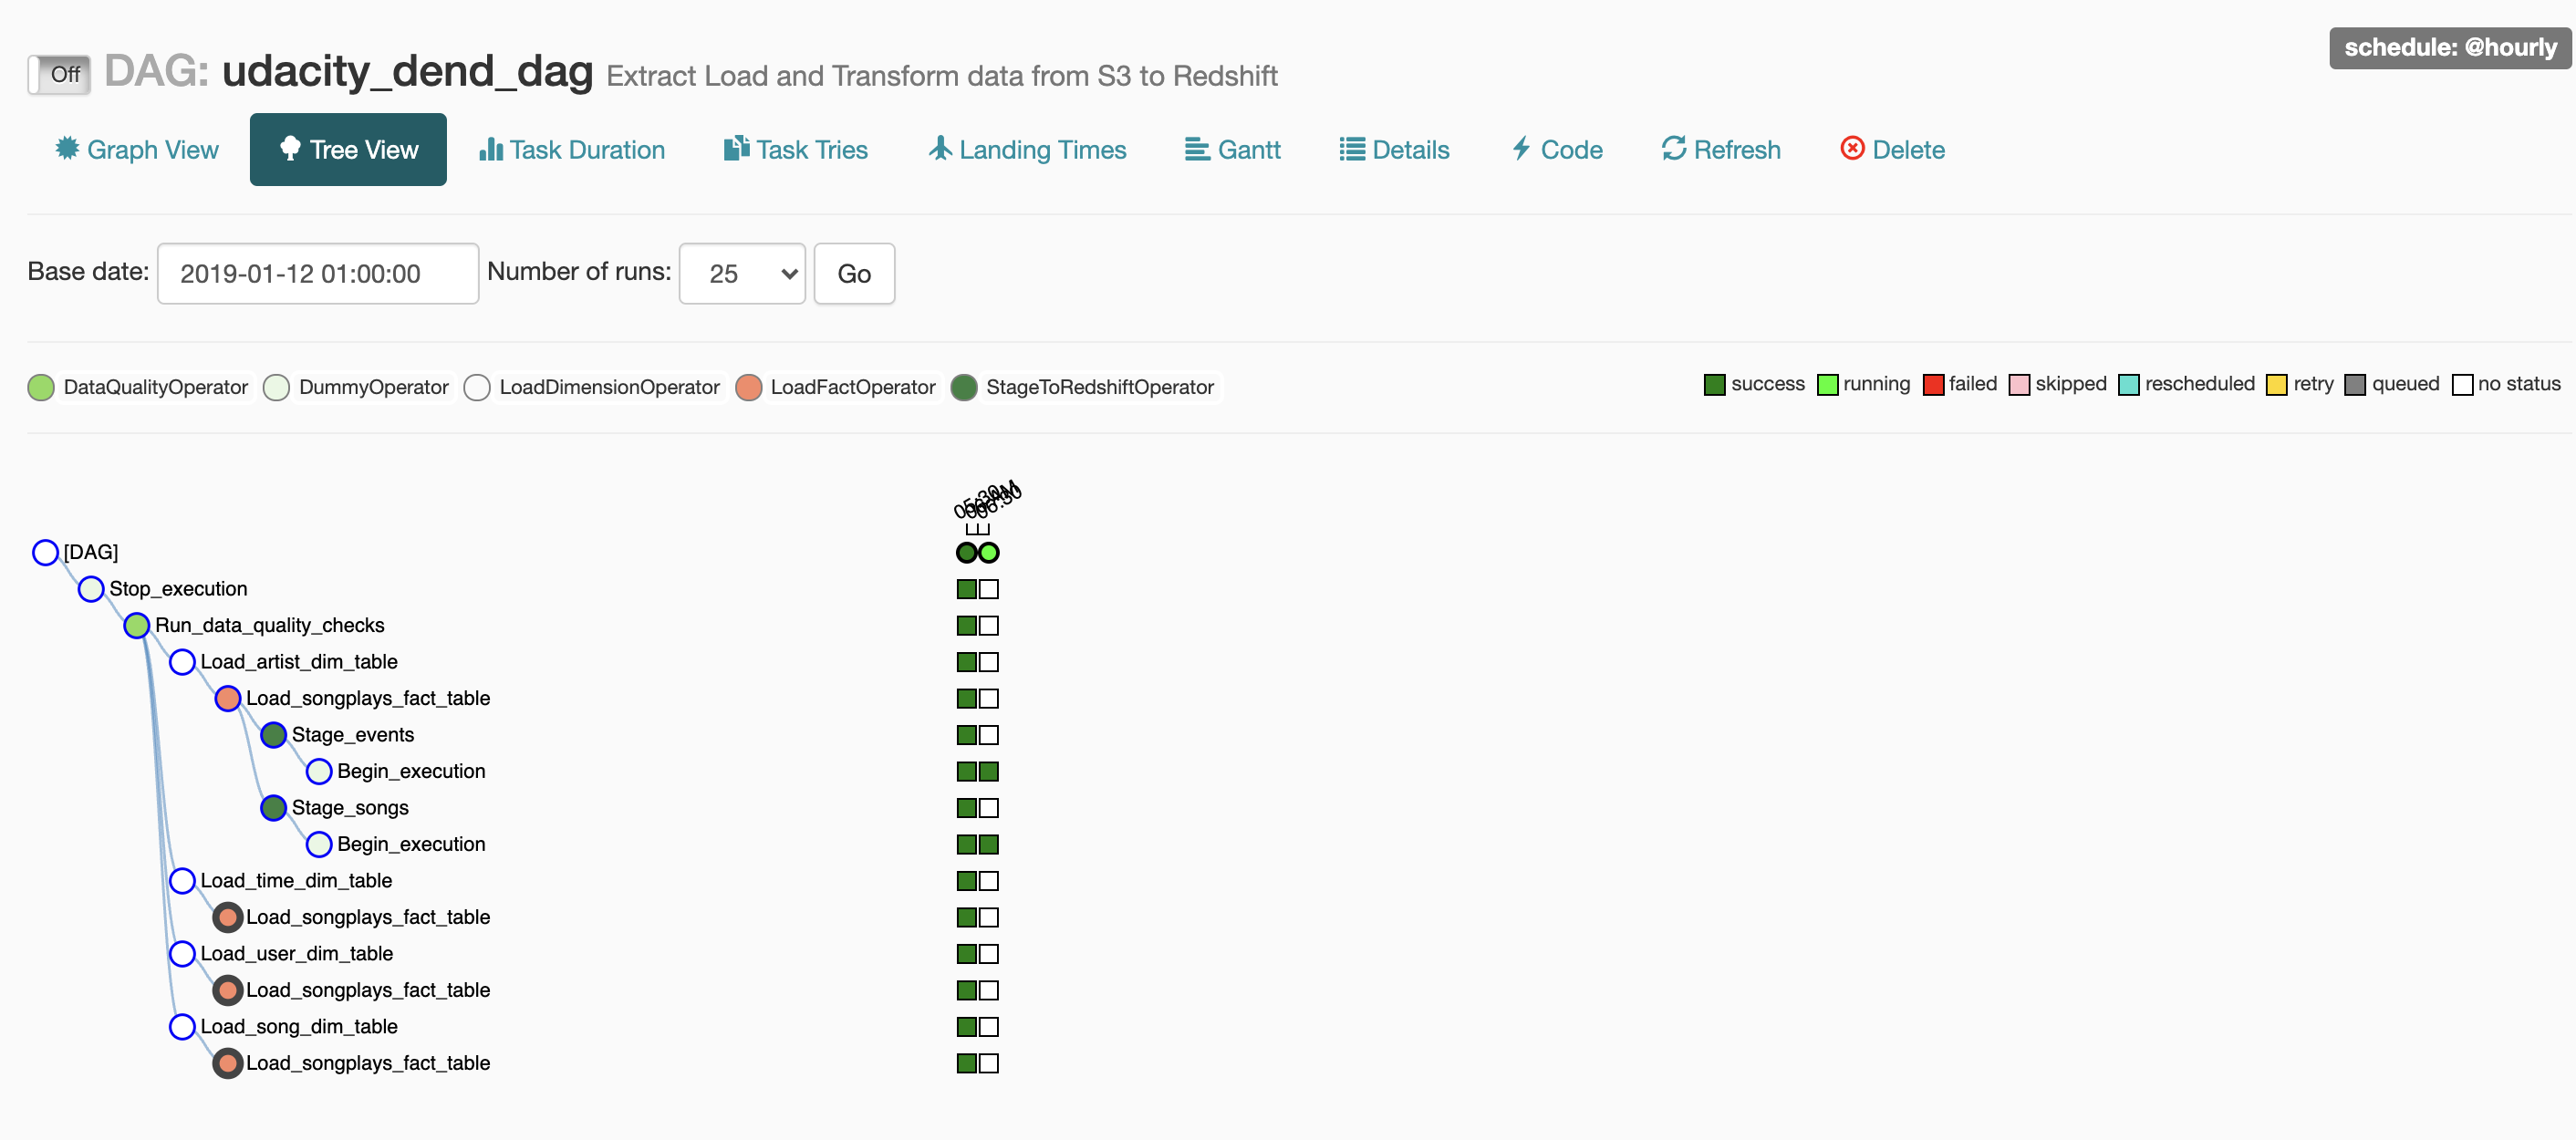 schedule: @hourly
Off DAG: udacity_dend_dag Extract Load and Transform data from S3 to Redshift
Graph View Tree View Task Duration Task Tries Landing Times Gantt Details Code Refresh Delete
Base date: 2019-01-12 01:00:00 Number of runs: 25 Go
DataQualityOperator DummyOperator LoadDimensionOperator LoadFactOperator StageToRedshiftOperator success running failed skipped rescheduled retry queued no status
[DAG]
Stop_execution
Run_data_quality_checks
Load_artist_dim_table
Load_songplays_fact_table
Stage_events
Begin_execution
Stage_songs
Begin_execution
Load_time_dim_table
Load_songplays_fact_table
Load_user_dim_table
Load_songplays_fact_table
Load_song_dim_table
Load_songplays_fact_table